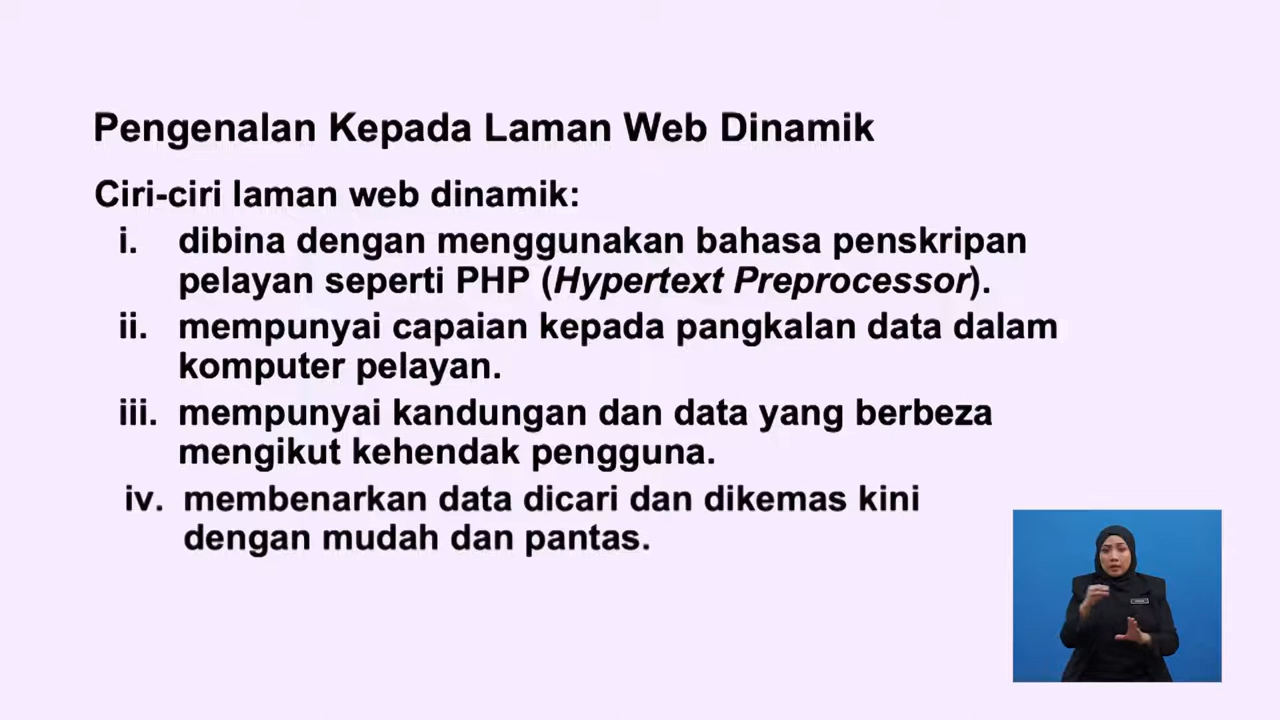 Pengenalan Kepada Laman Web Dinamik
Ciri-ciri laman web dinamik:
i. dibina dengan menggunakan bahasa penskripan
pelayan seperti PHP (Hypertext Preprocessor).
ii. mempunyai capaian kepada pangkalan data dalam
komputer pelayan.
iii. mempunyai kandungan dan data yang berbeza
mengikut kehendak pengguna.
iv. membenarkan data dicari dan dikemas kini
dengan mudah dan pantas.